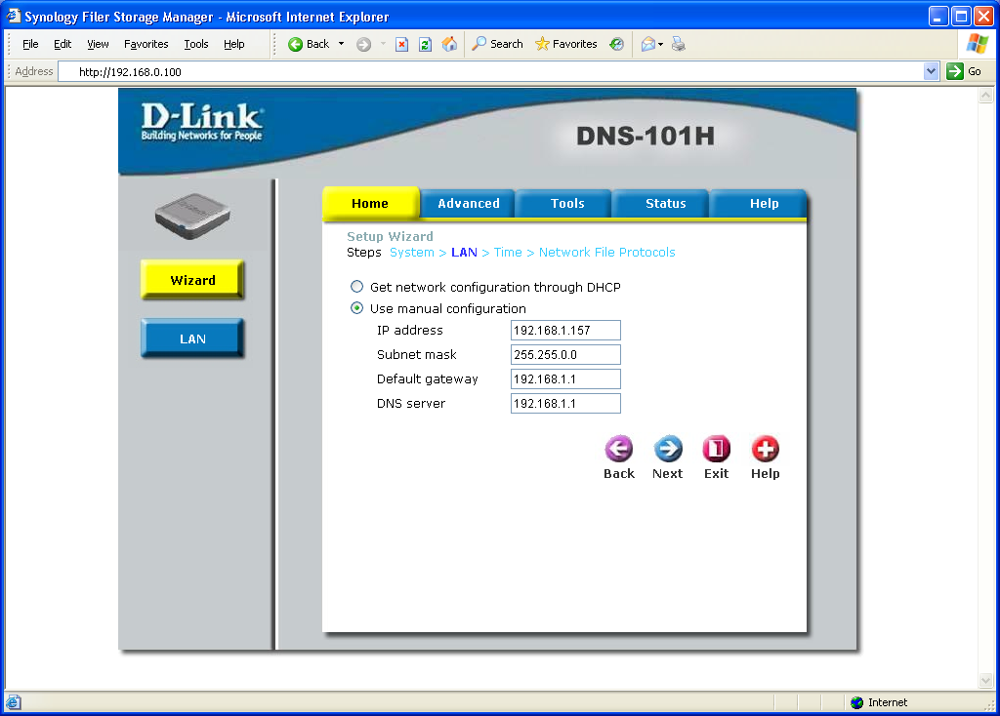 Synology Filer Storage Manager - Microsoft Internet Explorer
File Edit View Favorites Tools Help Back Search Favorites
Address http://192.168.0.100 Go
D-Link
Building Networks for People
DNS-101H
Home Advanced Tools Status Help
Setup Wizard
Steps System > LAN > Time > Network File Protocols
Wizard
LAN
Get network configuration through DHCP
Use manual configuration
IP address 192.168.1.157
Subnet mask 255.255.0.0
Default gateway 192.168.1.1
DNS server 192.168.1.1
Back Next Exit Help
Internet